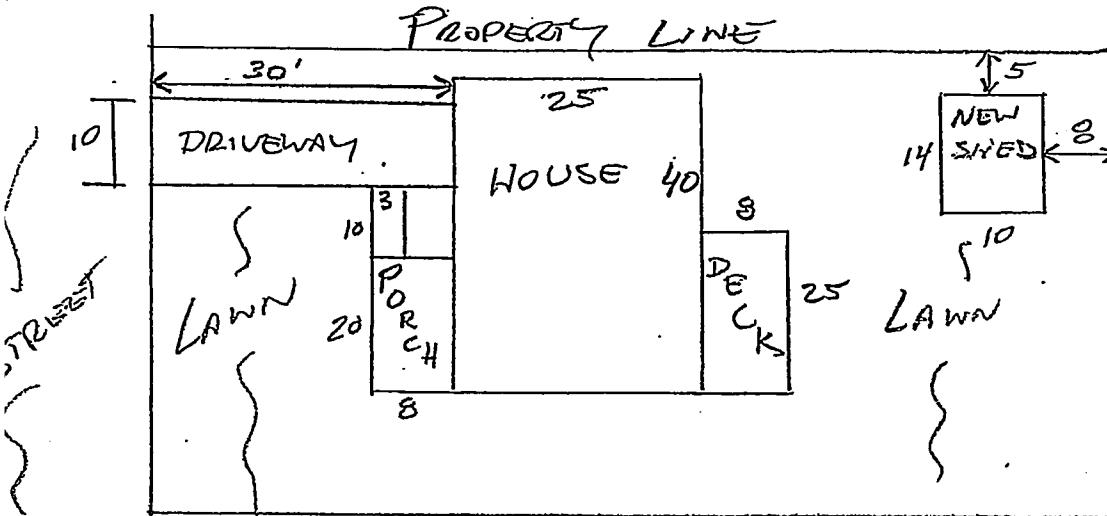 PROPERTY LINE
30'
25
5
10
DRIVEWAY
NEW
SHED
14
8
HOUSE
40
3
10
8
10
PORCH
DECK
25
LAWN
20
LAWN
STREET
8